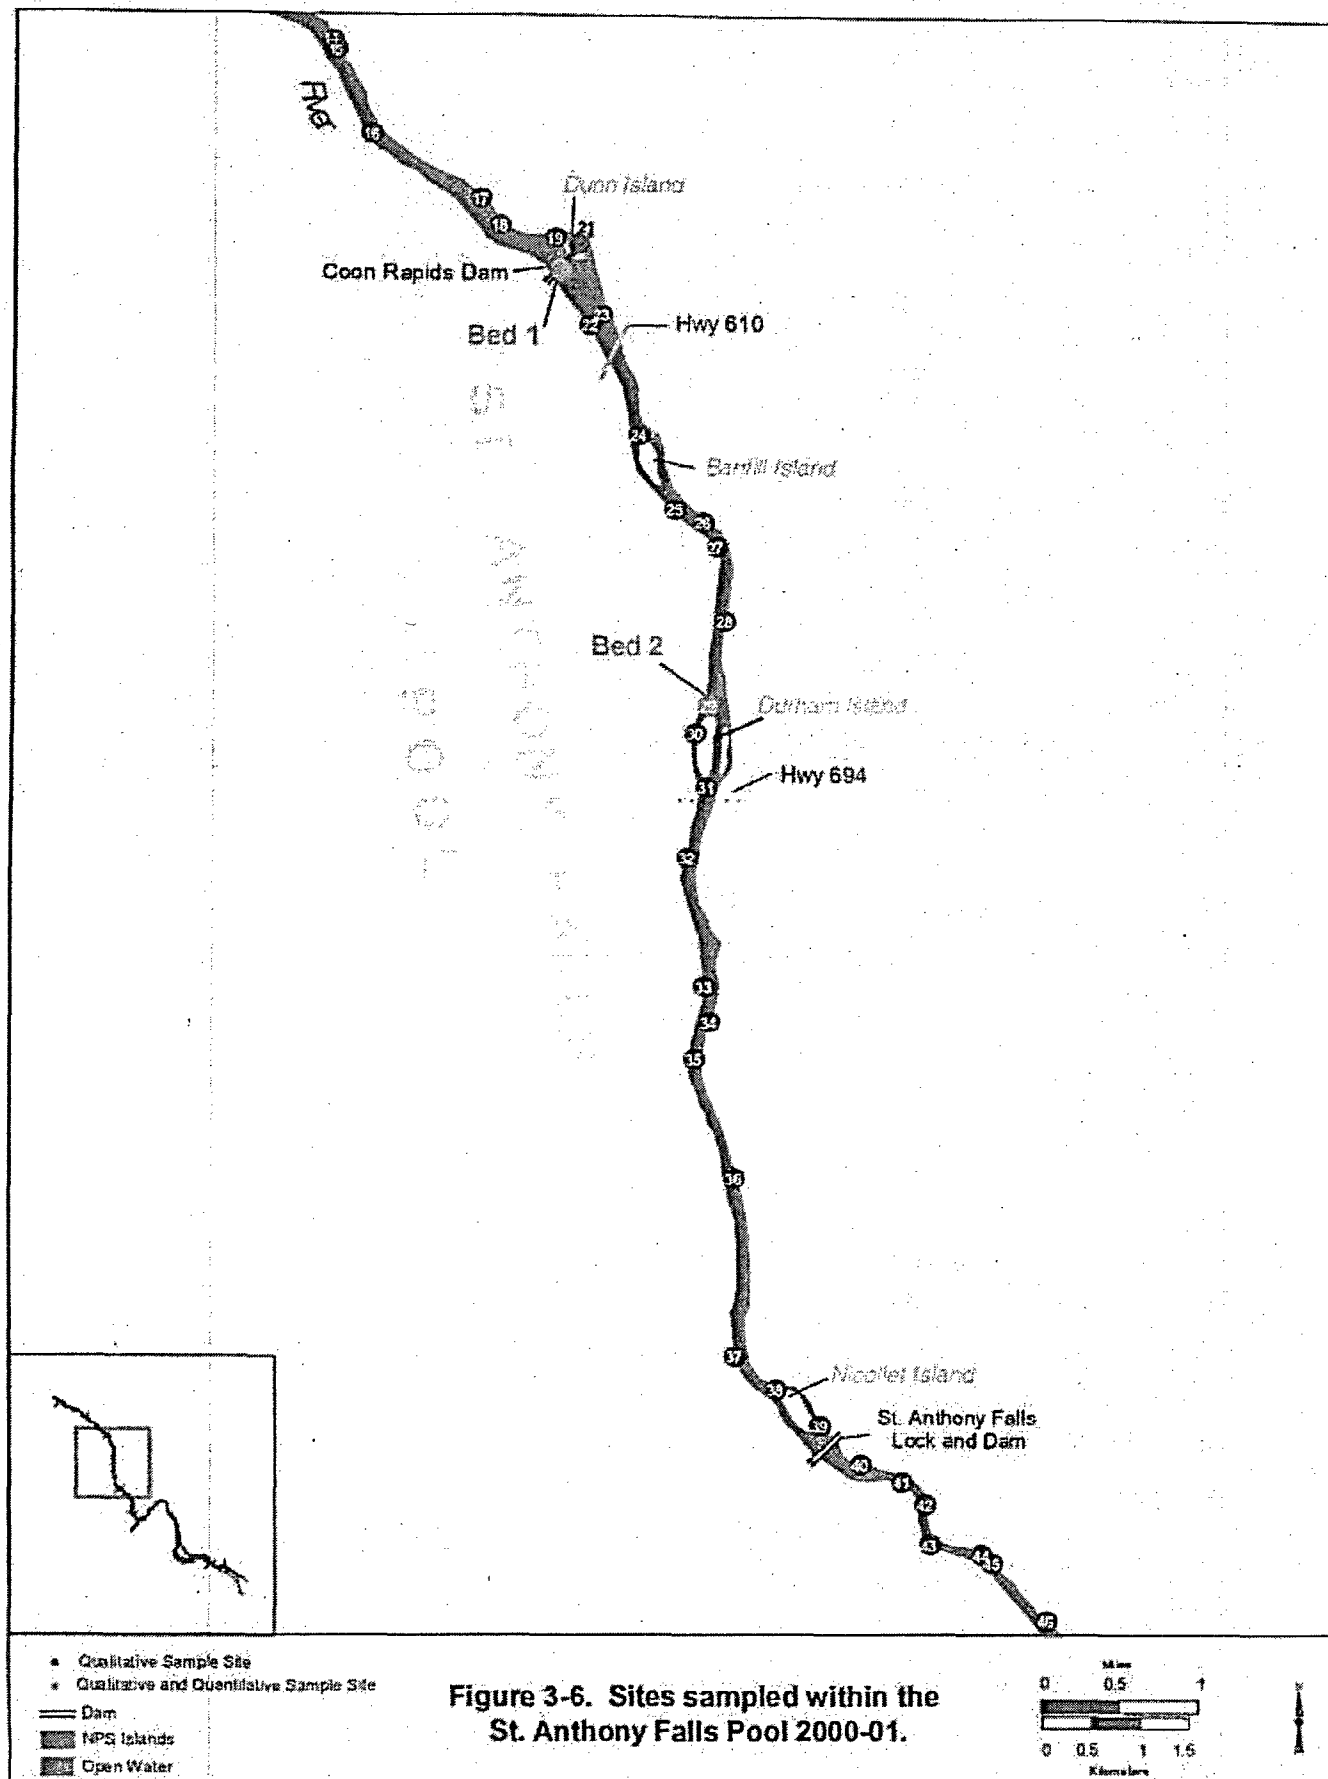 River
16
17
18
Dunn Island
19
21
Coon Rapids Dam
Bed 1
22
23
Hwy 610
ST
24
Banfill Island
25
26
27
ANTHONY FALLS
28
Bed 2
POOL
Durham Island
30
Hwy 694
31
32
33
34
35
36
37
38
Nicollet Island
39
St. Anthony Falls
Lock and Dam
40
41
42
43
44
45
46
Qualitative Sample Site
Qualitative and Quantitative Sample Site
Dam
NPS Islands
Open Water
Figure 3-6. Sites sampled within the
St. Anthony Falls Pool 2000-01.
Miles
0 0.5 1
0 0.5 1 1.5
Kilometers
N